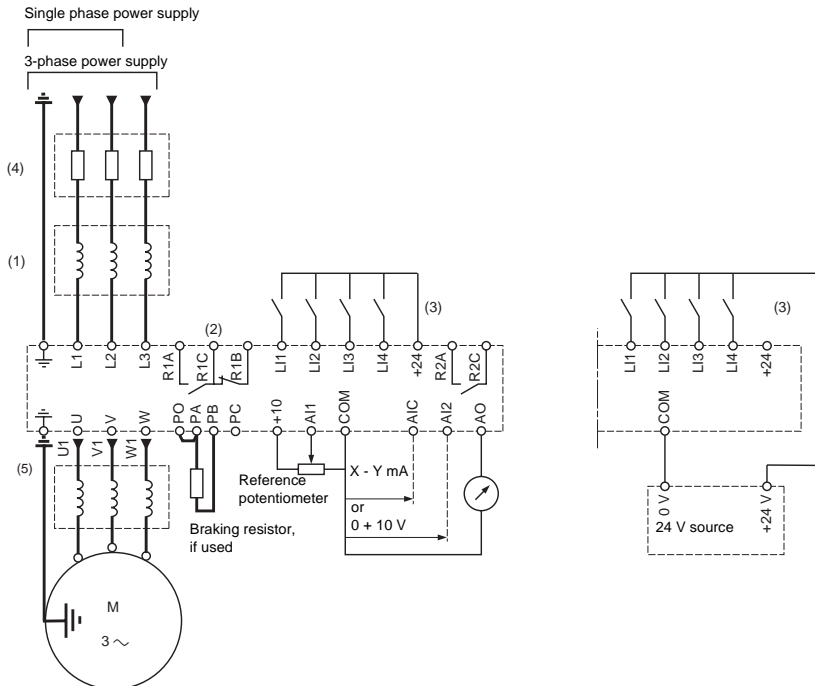 Single phase power supply
3-phase power supply
(4)
(1)
(2)
(3)
L1 L2 L3 R1A R1C R1B LI1 LI2 LI3 LI4 +24 R2A R2C
U V W PO PA PB PC +10 AI1 COM AIC AI2 AO
(5)
U1 V1 W1
Reference
potentiometer
X - Y mA
or
0 + 10 V
Braking resistor,
if used
M
3 ~
(3)
LI1 LI2 LI3 LI4 +24
COM
0 V
24 V source
+24 V